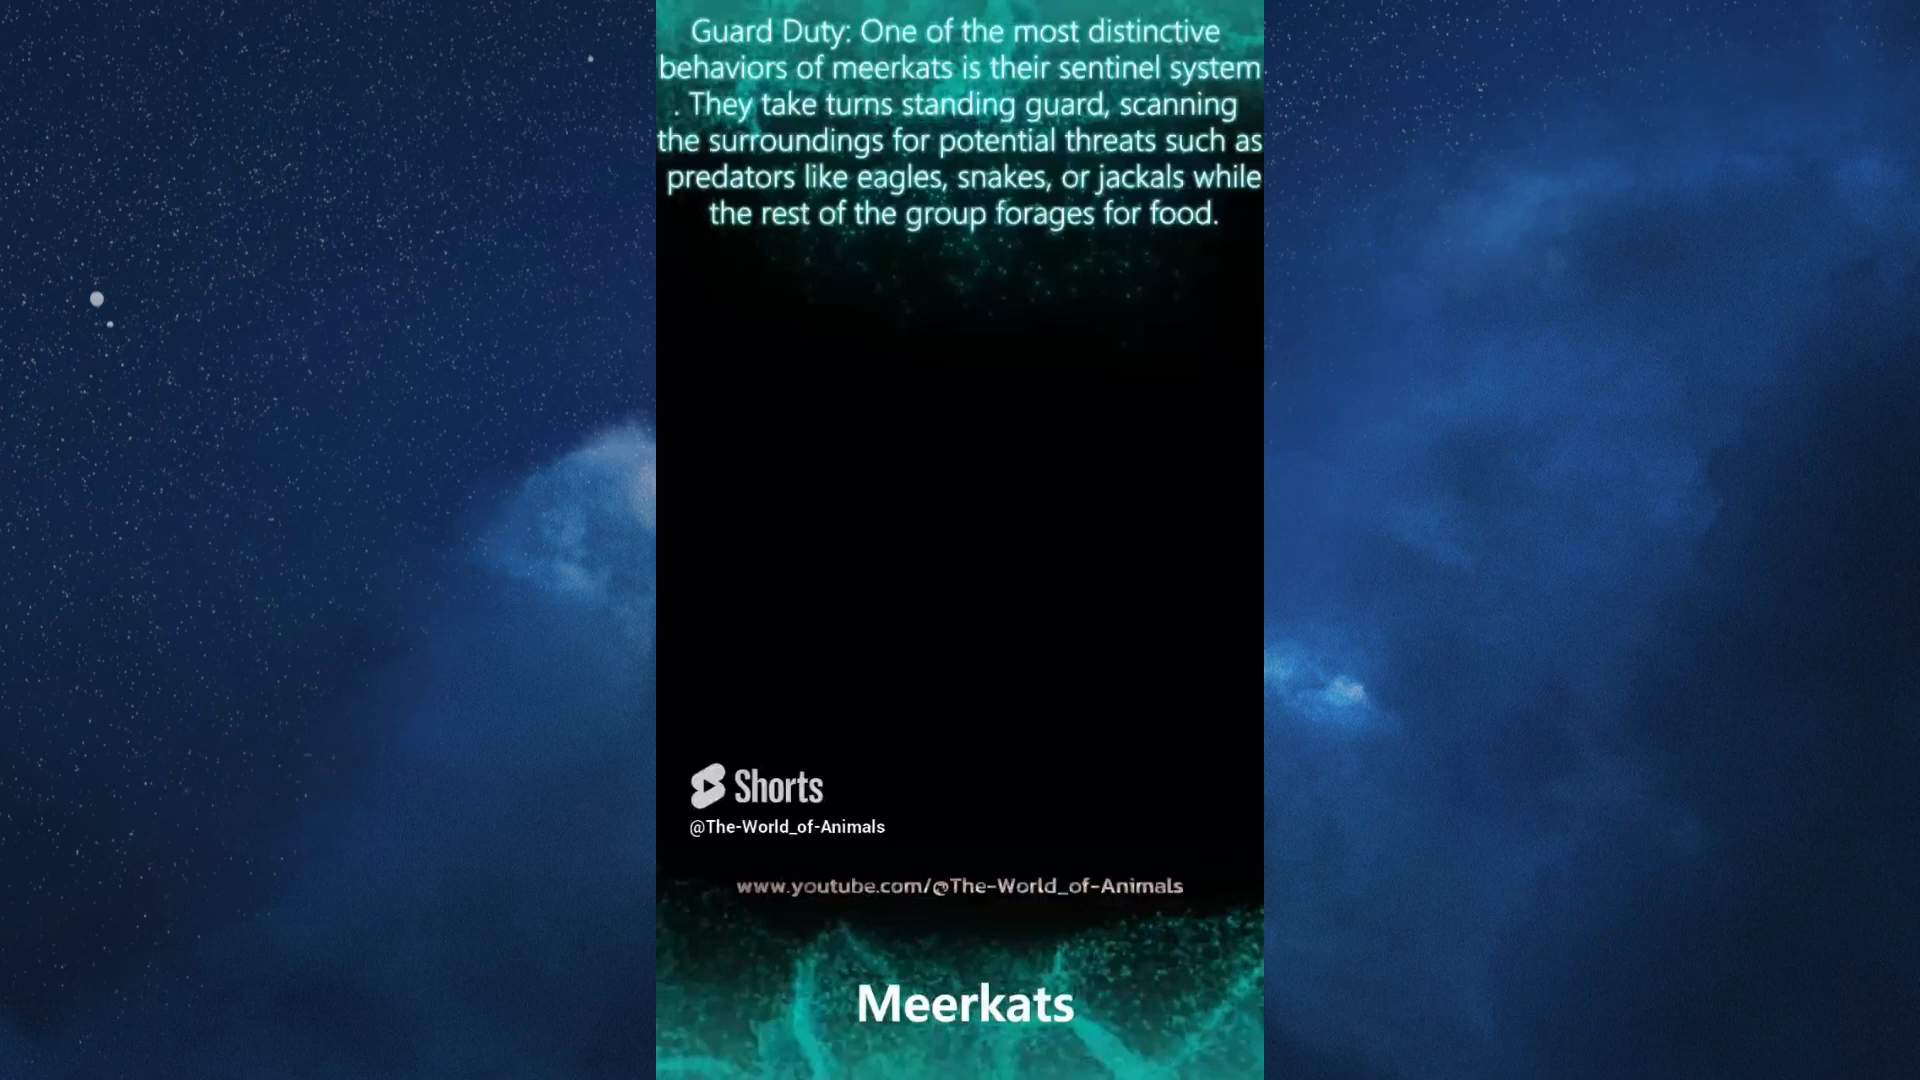 Guard Duty: One of the most distinctive
behaviors of meerkats is their sentinel system
. They take turns standing guard, scanning
the surroundings for potential threats such as
predators like eagles, snakes, or jackals while
the rest of the group forages for food.
Shorts
@The-World_of-Animals
www.youtube.com/@The-World_of-Animals
Meerkats